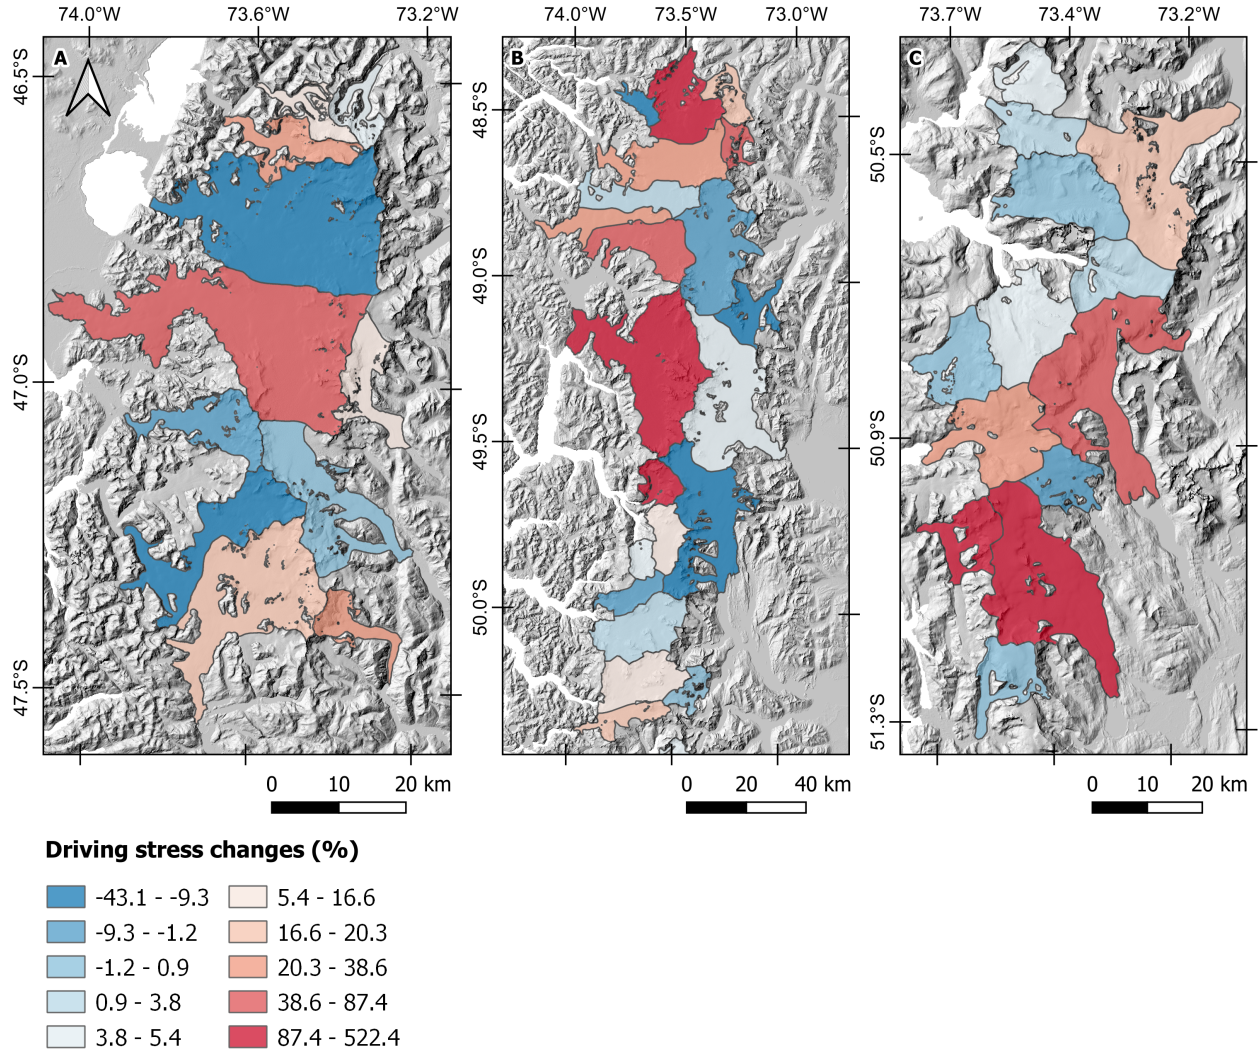 74.0°W 73.6°W 73.2°W 74.0°W 73.5°W 73.0°W 73.7°W 73.4°W 73.2°W
A B C
46.5°S
47.0°S
47.5°S
48.5°S
49.0°S
49.5°S
50.0°S
50.5°S
50.9°S
51.3°S
0 10 20 km 0 20 40 km 0 10 20 km
Driving stress changes (%)
-43.1 - -9.3
-9.3 - -1.2
-1.2 - 0.9
0.9 - 3.8
3.8 - 5.4
5.4 - 16.6
16.6 - 20.3
20.3 - 38.6
38.6 - 87.4
87.4 - 522.4